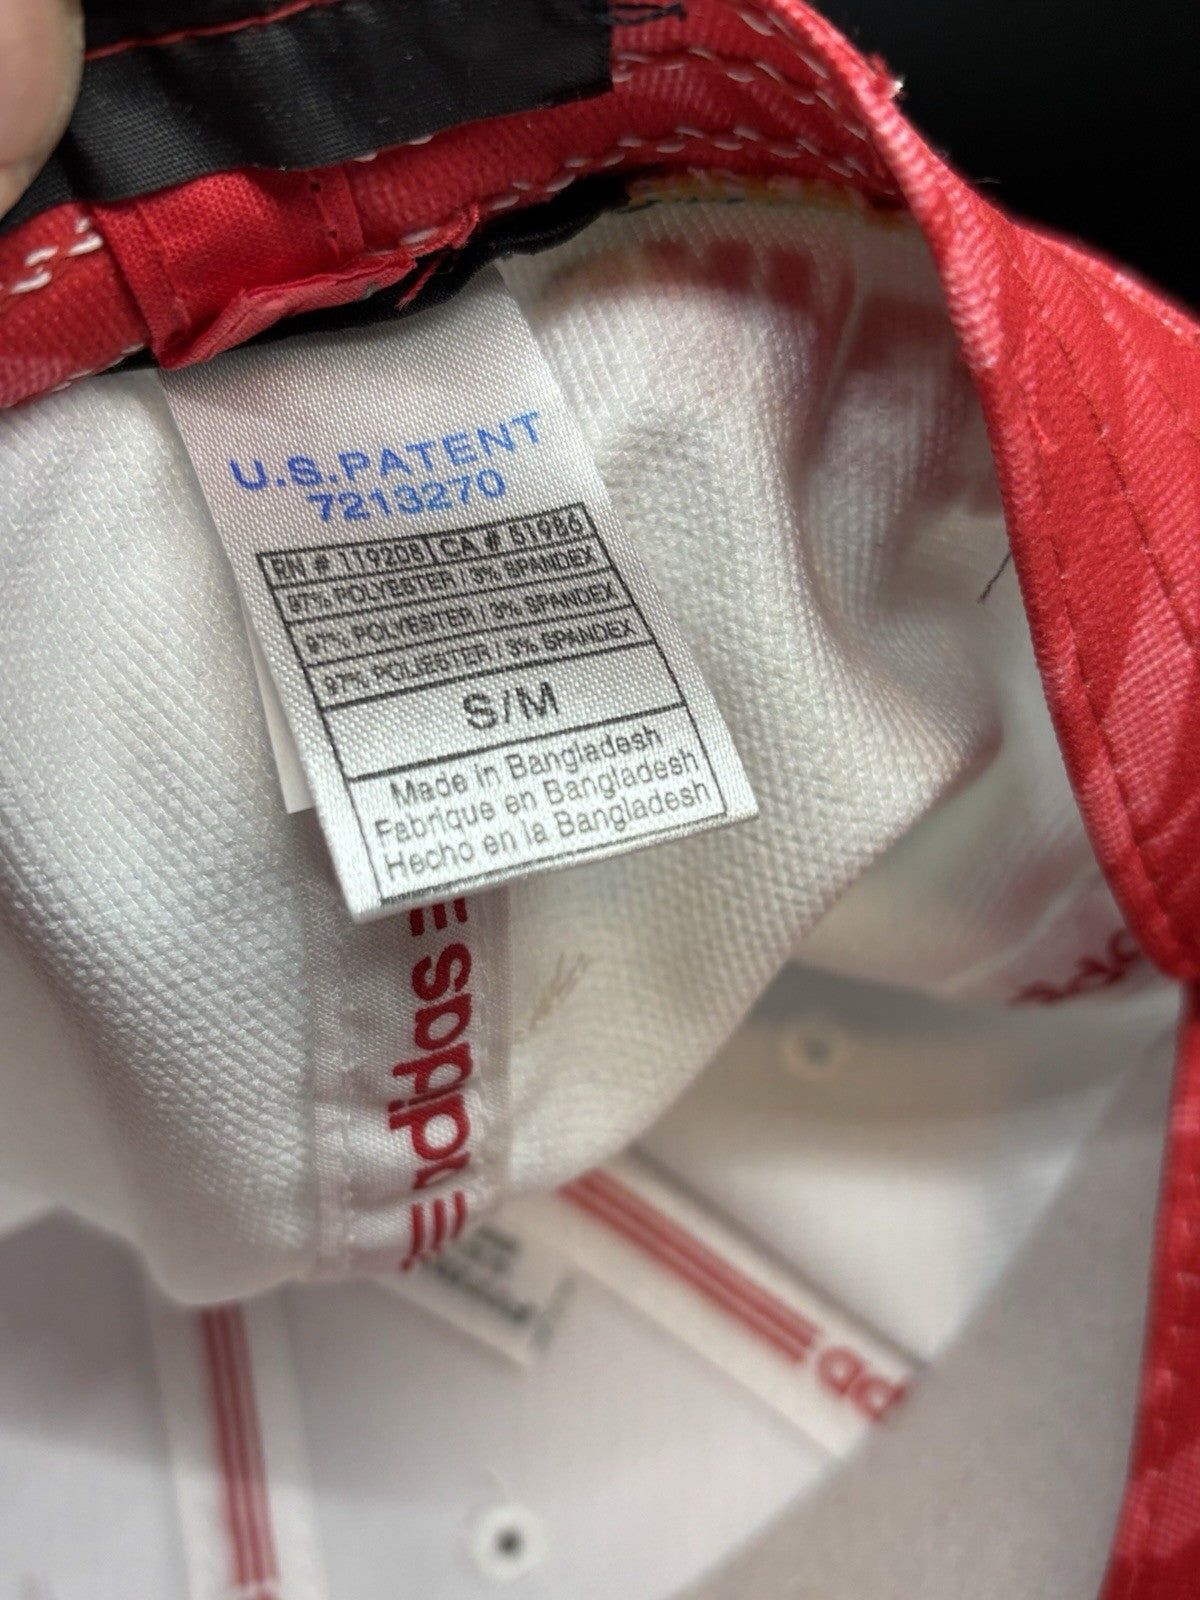 U.S.PATENT
7213270
RN # 119208 CA # 51986
97% POLYESTER / 3% SPANDEX
97% POLYESTER / 3% SPANDEX
97% POLIESTER / 3% SPANDEX
S/M
Made in Bangladesh
Fabrique en Bangladesh
Hecho en la Bangladesh
adidas